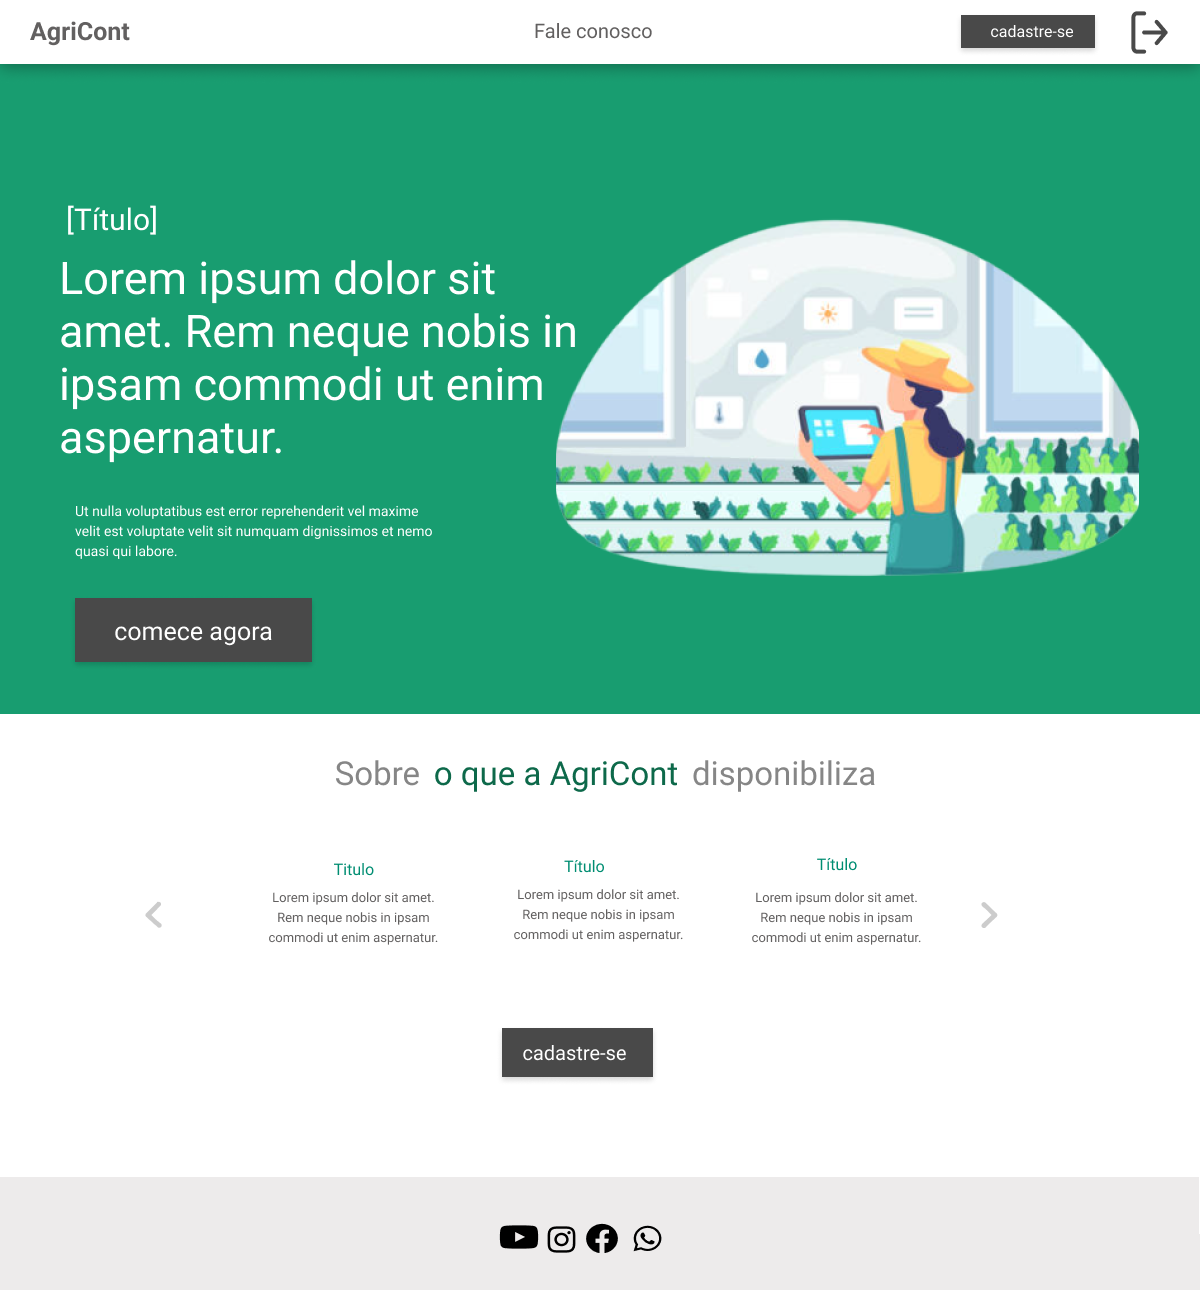 AgriCont
Fale conosco
cadastre-se
[Título]
Lorem ipsum dolor sit
amet. Rem neque nobis in
ipsam commodi ut enim
aspernatur.
Ut nulla voluptatibus est error reprehenderit vel maxime
velit est voluptate velit sit numquam dignissimos et nemo
quasi qui labore.
comece agora
Sobre o que a AgriCont disponibiliza
Titulo
Lorem ipsum dolor sit amet.
Rem neque nobis in ipsam
commodi ut enim aspernatur.
Título
Lorem ipsum dolor sit amet.
Rem neque nobis in ipsam
commodi ut enim aspernatur.
Título
Lorem ipsum dolor sit amet.
Rem neque nobis in ipsam
commodi ut enim aspernatur.
cadastre-se